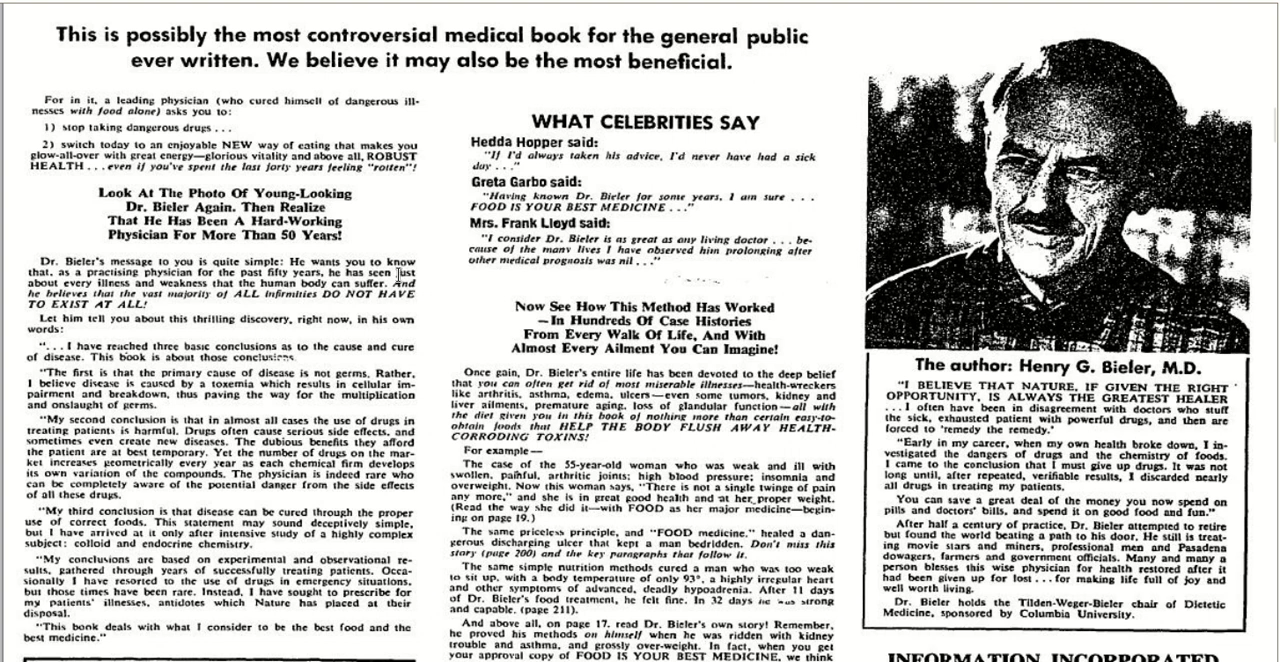 This is possibly the most controversial medical book for the general public
ever written. We believe it may also be the most beneficial.
For in it, a leading physician (who cured himself of dangerous ill-
nesses with food alone) asks you to:
1) stop taking dangerous drugs . . .
2) switch today to an enjoyable NEW way of eating that makes you
glow-all-over with great energy—glorious vitality and above all, ROBUST
HEALTH . . . even if you've spent the last forty years feeling "rotten"!
Look At The Photo Of Young-Looking
Dr. Bieler Again. Then Realize
That He Has Been A Hard-Working
Physician For More Than 50 Years!
Dr. Bieler's message to you is quite simple: He wants you to know
that, as a practising physician for the past fifty years, he has seen just
about every illness and weakness that the human body can suffer. And
he believes that the vast majority of ALL infirmities DO NOT HAVE
TO EXIST AT ALL!
Let him tell you about this thrilling discovery, right now, in his own
words:
". . . I have reached three basic conclusions as to the cause and cure
of disease. This book is about those conclusions.
"The first is that the primary cause of disease is not germs. Rather,
I believe disease is caused by a toxemia which results in cellular im-
pairment and breakdown, thus paving the way for the multiplication
and onslaught of germs.
"My second conclusion is that in almost all cases the use of drugs in
treating patients is harmful. Drugs often cause serious side effects, and
sometimes even create new diseases. The dubious benefits they afford
the patient are at best temporary. Yet the number of drugs on the mar-
ket increases geometrically every year as each chemical firm develops
its own variation of the compounds. The physician is indeed rare who
can be completely aware of the potential danger from the side effects
of all these drugs.
"My third conclusion is that disease can be cured through the proper
use of correct foods. This statement may sound deceptively simple,
but I have arrived at it only after intensive study of a highly complex
subject: colloid and endocrine chemistry.
"My conclusions are based on experimental and observational re-
sults, gathered through years of successfully treating patients. Occa-
sionally I have resorted to the use of drugs in emergency situations,
but those times have been rare. Instead, I have sought to prescribe for
my patients' illnesses, antidotes which Nature has placed at their
disposal.
"This book deals with what I consider to be the best food and the
best medicine."
WHAT CELEBRITIES SAY
Hedda Hopper said:
"If I'd always taken his advice, I'd never have had a sick
day . . ."
Greta Garbo said:
"Having known Dr. Bieler for some years, I am sure . . .
FOOD IS YOUR BEST MEDICINE . . ."
Mrs. Frank Lloyd said:
"I consider Dr. Bieler is as great as any living doctor . . . be-
cause of the many lives I have observed him prolonging after
other medical prognosis was nil . . ."
Now See How This Method Has Worked
—In Hundreds Of Case Histories
From Every Walk Of Life, And With
Almost Every Ailment You Can Imagine!
Once gain, Dr. Bieler's entire life has been devoted to the deep belief
that you can often get rid of most miserable illnesses—health-wreckers
like arthritis, asthma, edema, ulcers—even some tumors, kidney and
liver ailments, premature aging, loss of glandular function—all with
the diet given you in this book of nothing more than certain easy-to-
obtain foods that HELP THE BODY FLUSH AWAY HEALTH-
CORRODING TOXINS!
For example—
The case of the 55-year-old woman who was weak and ill with
swollen, painful, arthritic joints; high blood pressure; insomnia and
overweight. Now this woman says, "There is not a single twinge of pain
any more," and she is in great good health and at her proper weight.
(Read the way she did it—with FOOD as her major medicine—begin-
ing on page 19.)
The same priceless principle, and "FOOD medicine," healed a dan-
gerous discharging ulcer that kept a man bedridden. Don't miss this
story (page 200) and the key paragraphs that follow it.
The same simple nutrition methods cured a man who was too weak
to sit up, with a body temperature of only 93°, a highly irregular heart
and other symptoms of advanced, deadly hypoadrenia. After 11 days
of Dr. Bieler's food treatment, he felt fine. In 32 days he was strong
and capable. (page 211).
And above all, on page 17, read Dr. Bieler's own story! Remember,
he proved his methods on himself when he was ridden with kidney
trouble and asthma, and grossly over-weight. In fact, when you get
your approval copy of FOOD IS YOUR BEST MEDICINE, we think
The author: Henry G. Bieler, M.D.
"I BELIEVE THAT NATURE, IF GIVEN THE RIGHT
OPPORTUNITY, IS ALWAYS THE GREATEST HEALER
. . . I often have been in disagreement with doctors who stuff
the sick, exhausted patient with powerful drugs, and then are
forced to 'remedy the remedy.'
"Early in my career, when my own health broke down, I in-
vestigated the dangers of drugs and the chemistry of foods.
I came to the conclusion that I must give up drugs. It was not
long until, after repeated, verifiable results, I discarded nearly
all drugs in treating my patients.
You can save a great deal of the money you now spend on
pills and doctors' bills, and spend it on good food and fun."
After half a century of practice, Dr. Bieler attempted to retire
but found the world beating a path to his door. He still is treat-
ing movie stars and miners, professional men and Pasadena
dowagers, farmers and government officials. Many and many a
person blesses this wise physician for health restored after it
had been given up for lost . . . for making life full of joy and
well worth living.
Dr. Bieler holds the Tilden-Weger-Bieler chair of Dietetic
Medicine, sponsored by Columbia University.
INFORMATION, INCORPORATED